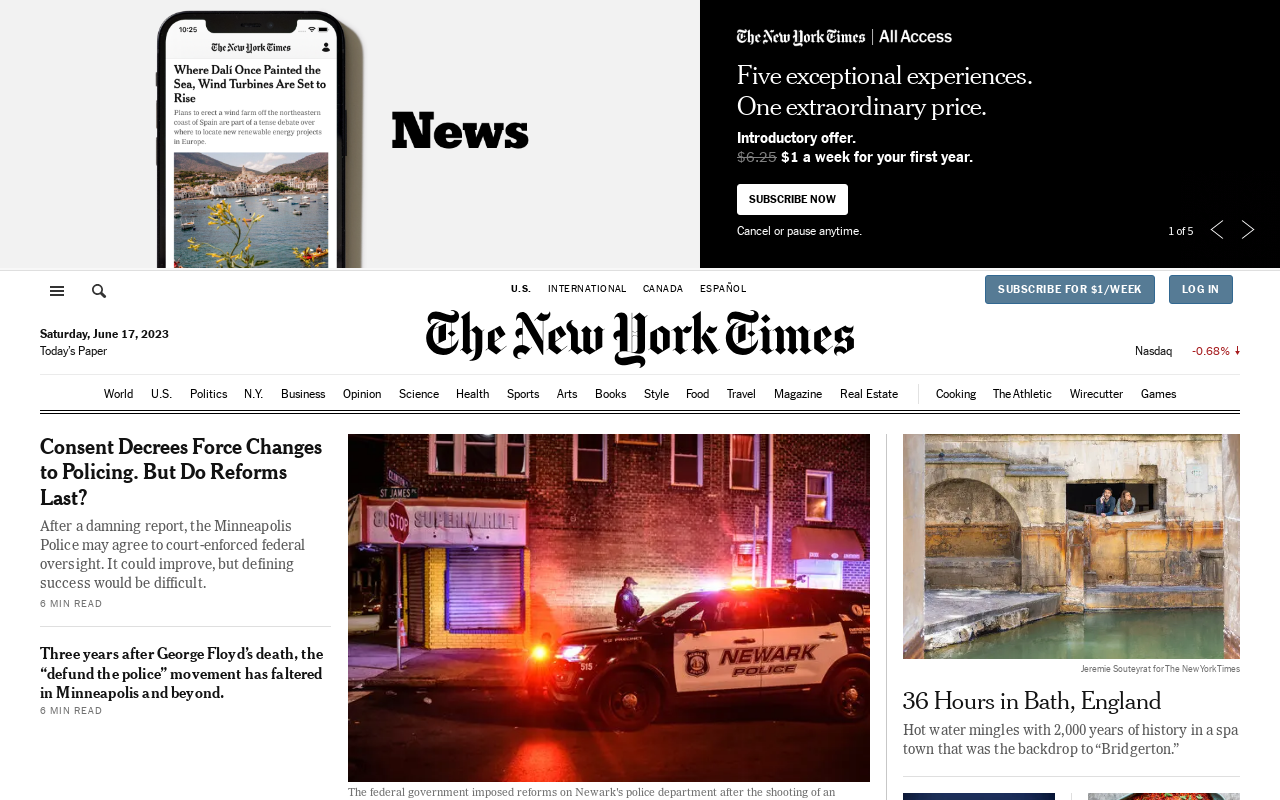 10:25
The New York Times
Where Dalí Once Painted the
Sea, Wind Turbines Are Set to
Rise
Plans to erect a wind farm off the northeastern
coast of Spain are part of a tense debate over
where to locate new renewable energy projects
in Europe.
News
The New York Times | All Access
Five exceptional experiences.
One extraordinary price.
Introductory offer.
$6.25 $1 a week for your first year.
SUBSCRIBE NOW
Cancel or pause anytime.
1 of 5
U.S. INTERNATIONAL CANADA ESPAÑOL
SUBSCRIBE FOR $1/WEEK LOG IN
Saturday, June 17, 2023
Today's Paper
The New York Times
Nasdaq -0.68%
World U.S. Politics N.Y. Business Opinion Science Health Sports Arts Books Style Food Travel Magazine Real Estate Cooking The Athletic Wirecutter Games
Consent Decrees Force Changes
to Policing. But Do Reforms
Last?
After a damning report, the Minneapolis
Police may agree to court-enforced federal
oversight. It could improve, but defining
success would be difficult.
6 MIN READ
Three years after George Floyd's death, the
“defund the police” movement has faltered
in Minneapolis and beyond.
6 MIN READ
ST JAMES PL
STOP
SUPERMARKET
515
NEWARK
POLICE
The federal government imposed reforms on Newark's police department after the shooting of an
Jeremie Souteyrat for The New York Times
36 Hours in Bath, England
Hot water mingles with 2,000 years of history in a spa
town that was the backdrop to “Bridgerton.”